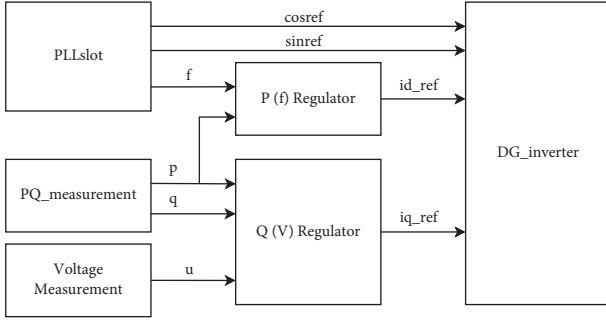 cosref
sinref
PLLslot
f
P (f) Regulator
id_ref
DG_inverter
p
PQ_measurement
q
Q (V) Regulator
iq_ref
Voltage
Measurement
u